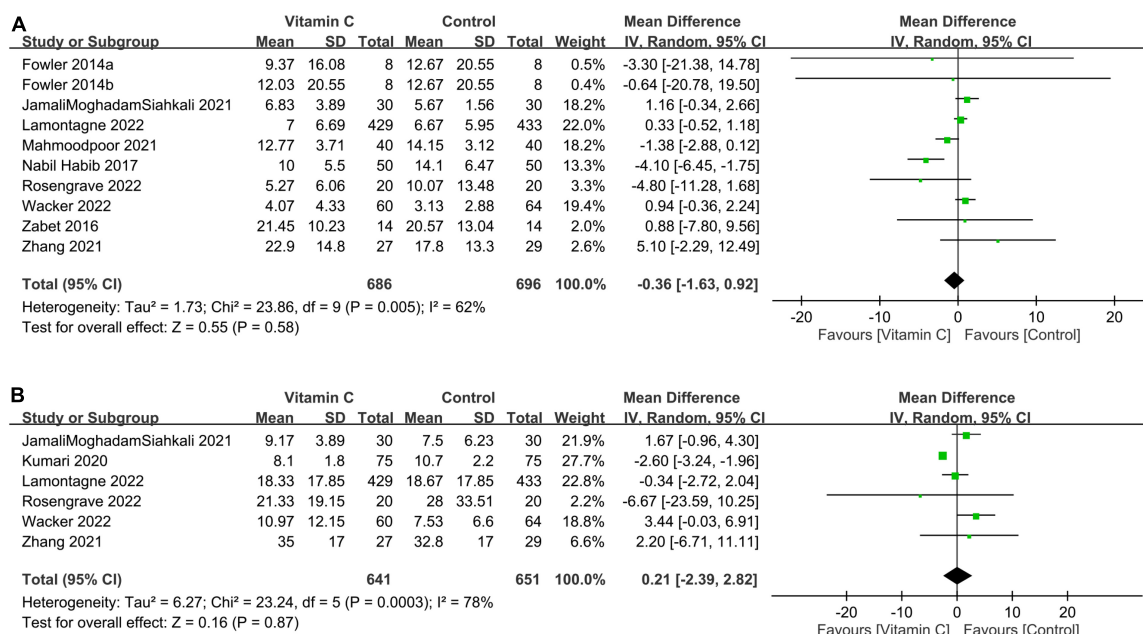 A
Vitamin C Control Mean Difference Mean Difference
Study or Subgroup Mean SD Total Mean SD Total Weight IV, Random, 95% CI IV, Random, 95% CI
Fowler 2014a 9.37 16.08 8 12.67 20.55 8 0.5% -3.30 [-21.38, 14.78]
Fowler 2014b 12.03 20.55 8 12.67 20.55 8 0.4% -0.64 [-20.78, 19.50]
JamaliMoghadamSiahkali 2021 6.83 3.89 30 5.67 1.56 30 18.2% 1.16 [-0.34, 2.66]
Lamontagne 2022 7 6.69 429 6.67 5.95 433 22.0% 0.33 [-0.52, 1.18]
Mahmoodpoor 2021 12.77 3.71 40 14.15 3.12 40 18.2% -1.38 [-2.88, 0.12]
Nabil Habib 2017 10 5.5 50 14.1 6.47 50 13.3% -4.10 [-6.45, -1.75]
Rosengrave 2022 5.27 6.06 20 10.07 13.48 20 3.3% -4.80 [-11.28, 1.68]
Wacker 2022 4.07 4.33 60 3.13 2.88 64 19.4% 0.94 [-0.36, 2.24]
Zabet 2016 21.45 10.23 14 20.57 13.04 14 2.0% 0.88 [-7.80, 9.56]
Zhang 2021 22.9 14.8 27 17.8 13.3 29 2.6% 5.10 [-2.29, 12.49]
Total (95% CI) 686 696 100.0% -0.36 [-1.63, 0.92]
Heterogeneity: Tau² = 1.73; Chi² = 23.86, df = 9 (P = 0.005); I² = 62%
Test for overall effect: Z = 0.55 (P = 0.58)
-20 -10 0 10 20
Favours [Vitamin C] Favours [Control]
B
Vitamin C Control Mean Difference Mean Difference
Study or Subgroup Mean SD Total Mean SD Total Weight IV, Random, 95% CI IV, Random, 95% CI
JamaliMoghadamSiahkali 2021 9.17 3.89 30 7.5 6.23 30 21.9% 1.67 [-0.96, 4.30]
Kumari 2020 8.1 1.8 75 10.7 2.2 75 27.7% -2.60 [-3.24, -1.96]
Lamontagne 2022 18.33 17.85 429 18.67 17.85 433 22.8% -0.34 [-2.72, 2.04]
Rosengrave 2022 21.33 19.15 20 28 33.51 20 2.2% -6.67 [-23.59, 10.25]
Wacker 2022 10.97 12.15 60 7.53 6.6 64 18.8% 3.44 [-0.03, 6.91]
Zhang 2021 35 17 27 32.8 17 29 6.6% 2.20 [-6.71, 11.11]
Total (95% CI) 641 651 100.0% 0.21 [-2.39, 2.82]
Heterogeneity: Tau² = 6.27; Chi² = 23.24, df = 5 (P = 0.0003); I² = 78%
Test for overall effect: Z = 0.16 (P = 0.87)
-20 -10 0 10 20
Favours [Vitamin C] Favours [Control]